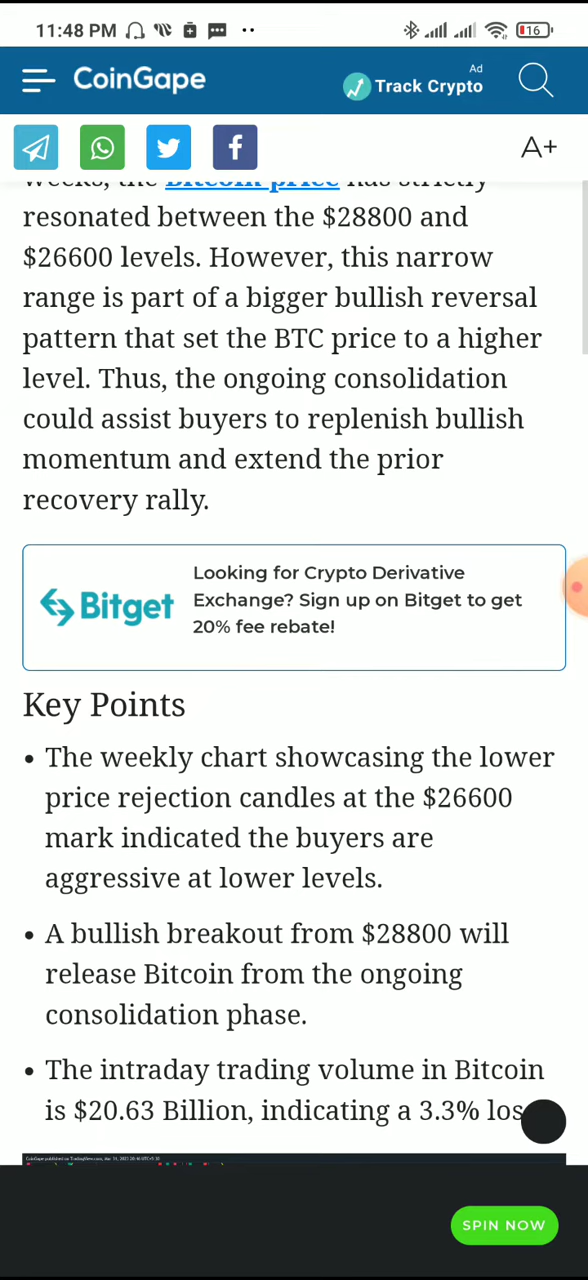 11:48 PM
16
CoinGape
Ad
Track Crypto
A+
weeks, the Bitcoin price has strictly
resonated between the $28800 and
$26600 levels. However, this narrow
range is part of a bigger bullish reversal
pattern that set the BTC price to a higher
level. Thus, the ongoing consolidation
could assist buyers to replenish bullish
momentum and extend the prior
recovery rally.
Bitget
Looking for Crypto Derivative
Exchange? Sign up on Bitget to get
20% fee rebate!
Key Points
• The weekly chart showcasing the lower
price rejection candles at the $26600
mark indicated the buyers are
aggressive at lower levels.
• A bullish breakout from $28800 will
release Bitcoin from the ongoing
consolidation phase.
• The intraday trading volume in Bitcoin
is $20.63 Billion, indicating a 3.3% los
SPIN NOW